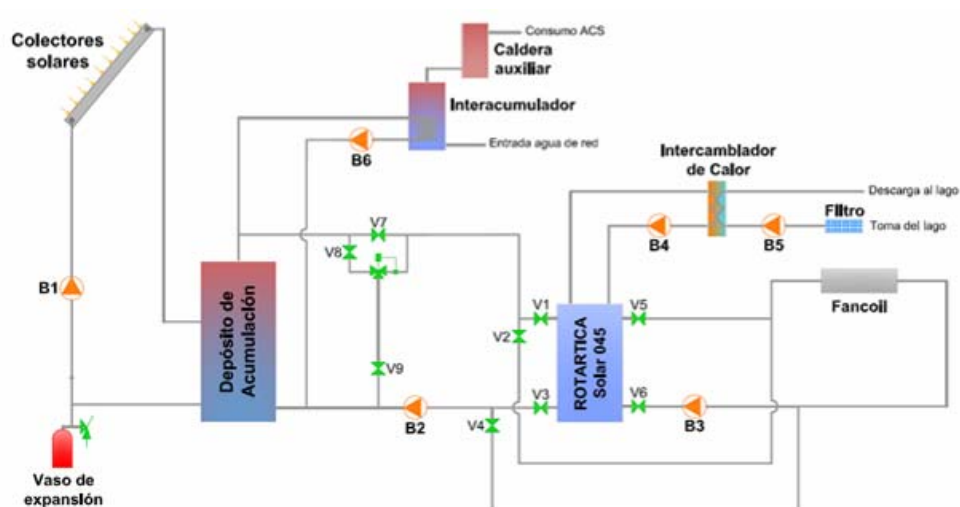 Colectores
solares
Consumo ACS
Caldera
auxiliar
Interacumulador
Entrada agua de red
B6
Intercambiador
de Calor
Descarga al lago
Filtro
Toma del lago
B4
B5
V7
V8
B1
Depósito de
Acumulación
V9
V1
V2
V3
V4
B2
ROTARTICA
Solar 045
V5
V6
B3
Fancoil
Vaso de
expansión